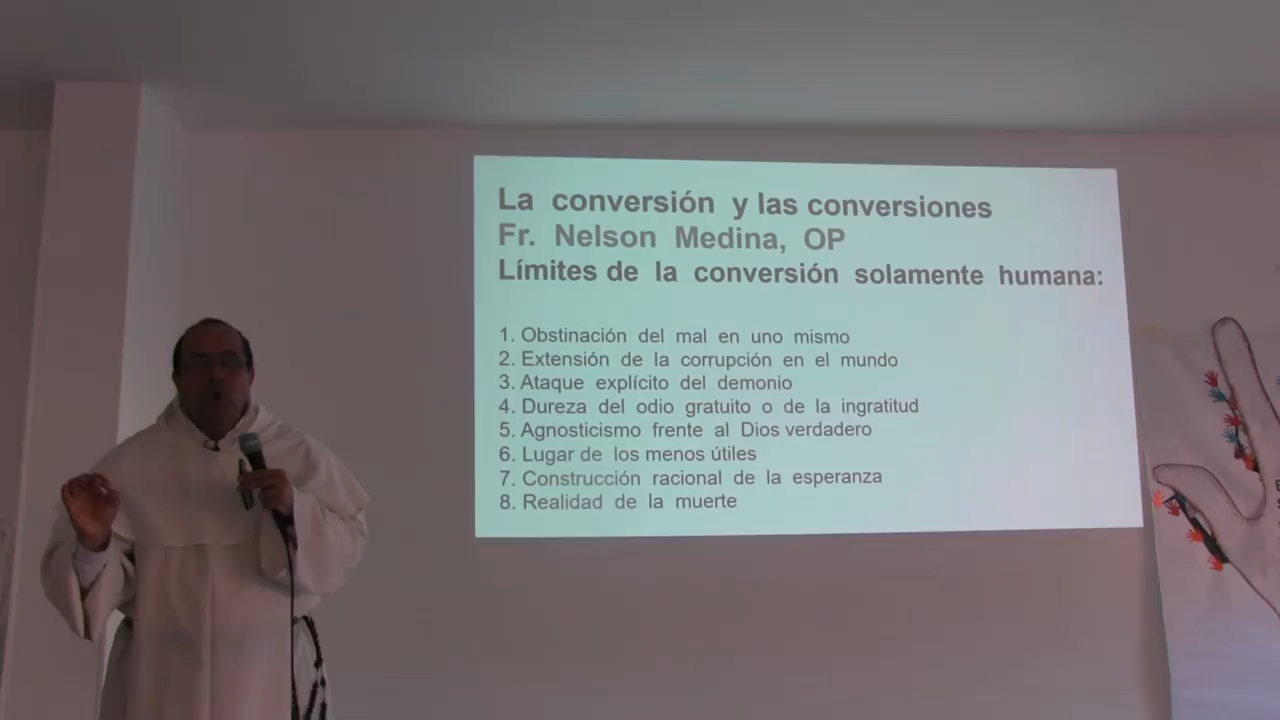 La conversión y las conversiones
Fr. Nelson Medina, OP
Límites de la conversión solamente humana:
1. Obstinación del mal en uno mismo
2. Extensión de la corrupción en el mundo
3. Ataque explícito del demonio
4. Dureza del odio gratuito o de la ingratitud
5. Agnosticismo frente al Dios verdadero
6. Lugar de los menos útiles
7. Construcción racional de la esperanza
8. Realidad de la muerte